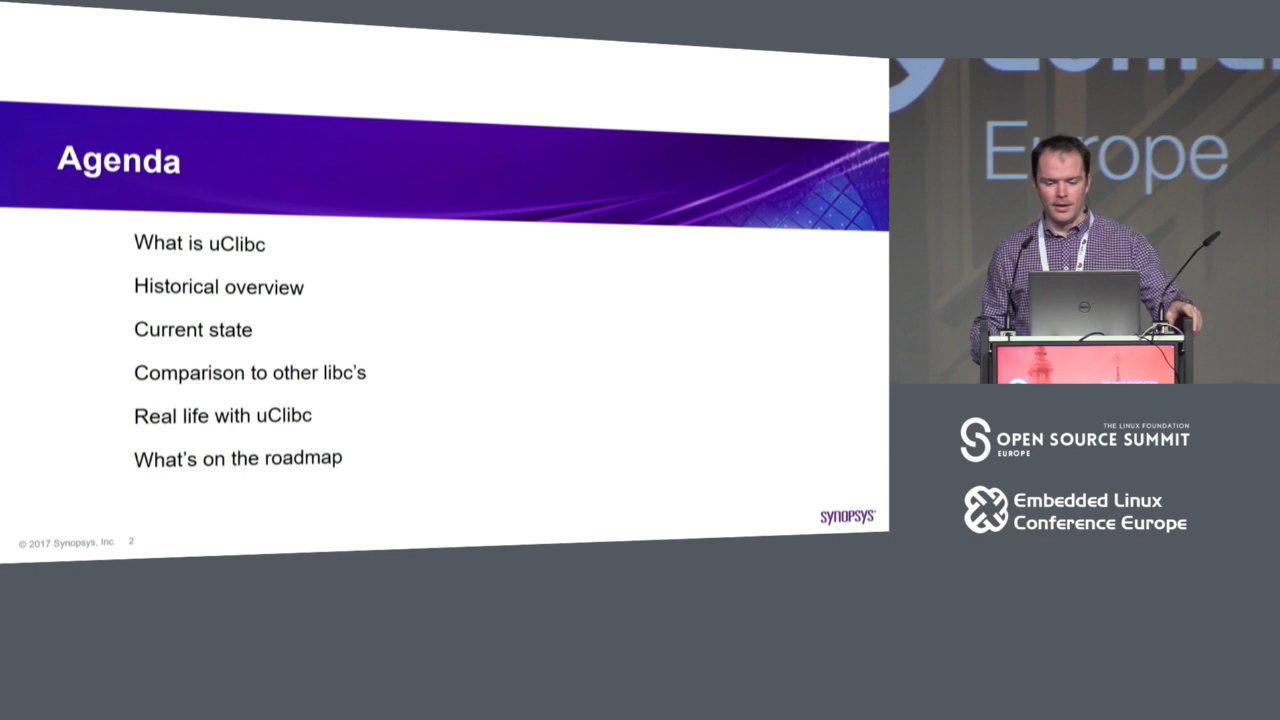 Agenda
What is uClibc
Historical overview
Current state
Comparison to other libc's
Real life with uClibc
What's on the roadmap
SYNOPSYS
© 2017 Synopsys, Inc. 2
Europe
THE LINUX FOUNDATION
OPEN SOURCE SUMMIT
EUROPE
Embedded Linux
Conference Europe